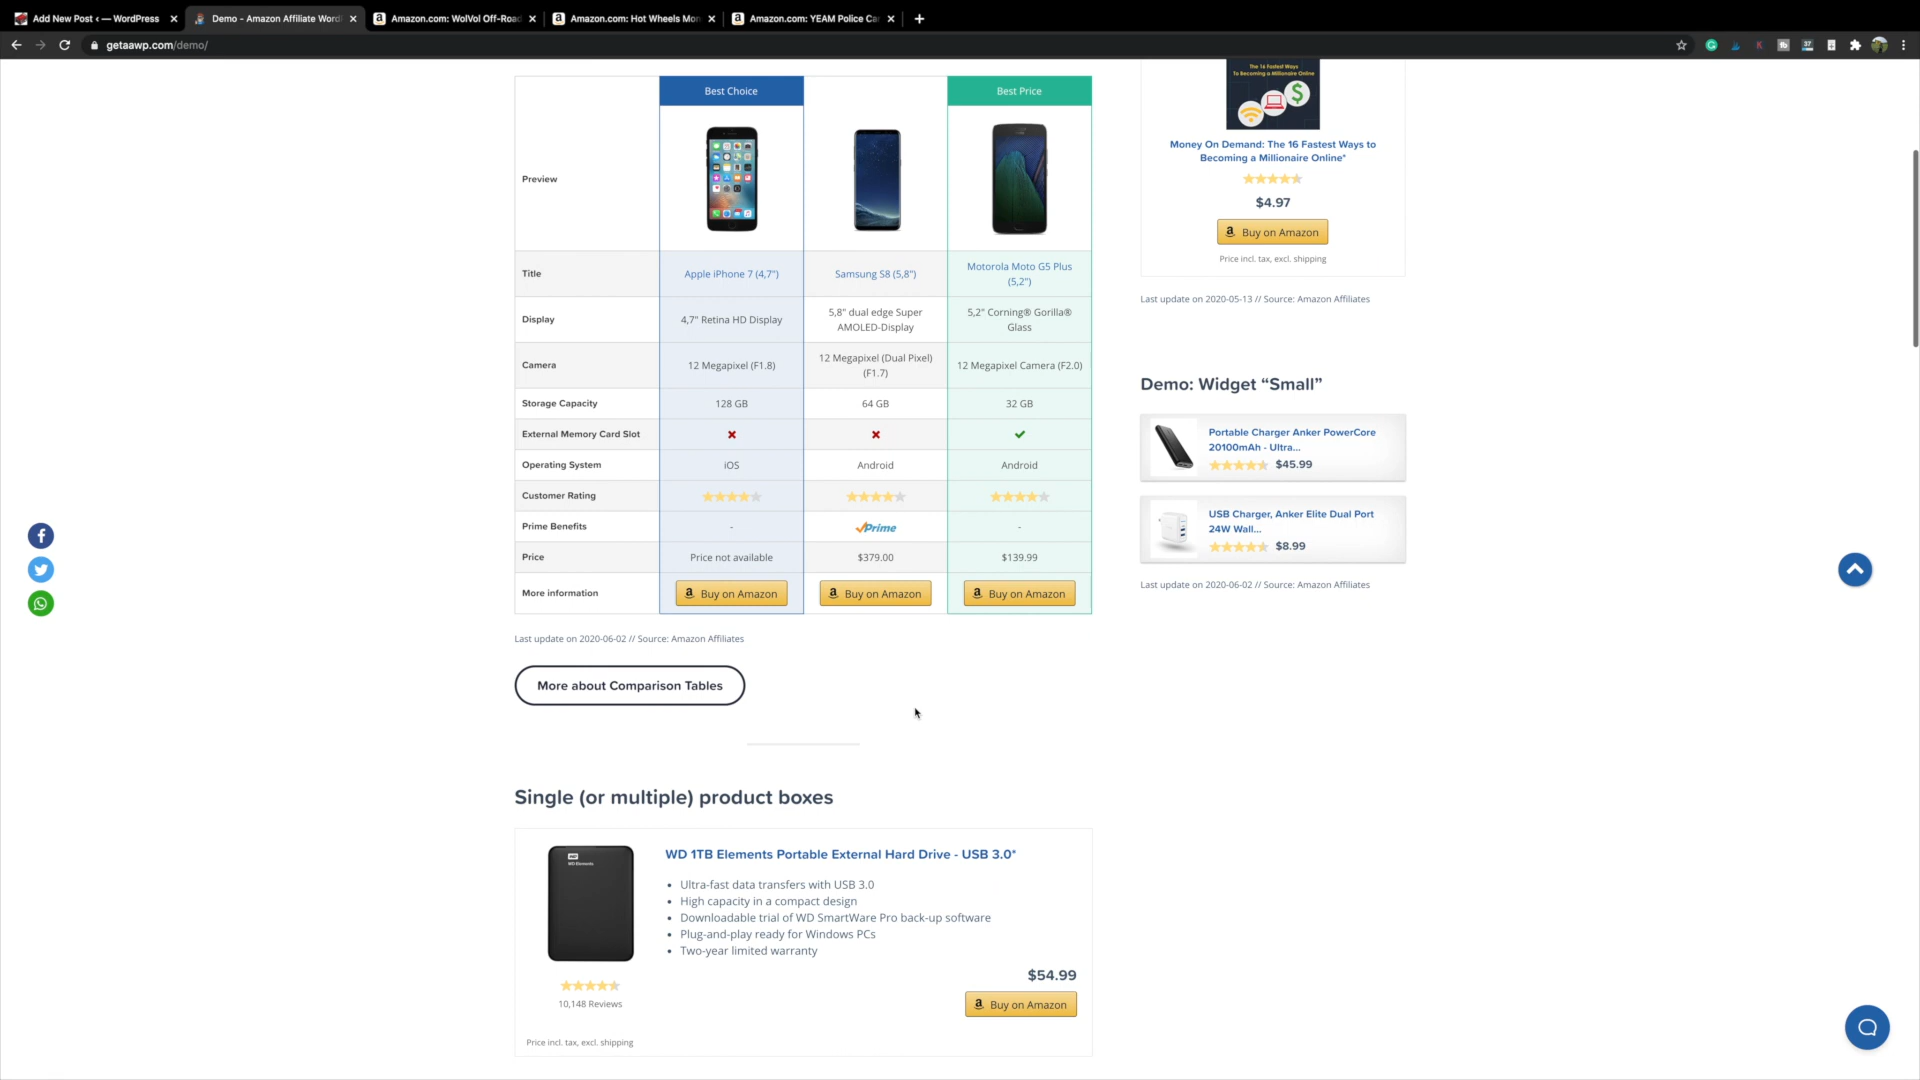 Add New Post ‹ — WordPress
Demo - Amazon Affiliate Word
Amazon.com: WolVol Off-Road
Amazon.com: Hot Wheels Mon
Amazon.com: YEAM Police Car
getaawp.com/demo/
Best Choice
Best Price
Preview
Title
Apple iPhone 7 (4,7")
Samsung S8 (5,8")
Motorola Moto G5 Plus
(5,2")
Display
4,7" Retina HD Display
5,8" dual edge Super
AMOLED-Display
5,2" Corning® Gorilla®
Glass
Camera
12 Megapixel (F1.8)
12 Megapixel (Dual Pixel)
(F1.7)
12 Megapixel Camera (F2.0)
Storage Capacity
128 GB
64 GB
32 GB
External Memory Card Slot
Operating System
iOS
Android
Android
Customer Rating
Prime Benefits
-
Prime
-
Price
Price not available
$379.00
$139.99
More information
Buy on Amazon
Buy on Amazon
Buy on Amazon
Last update on 2020-06-02 // Source: Amazon Affiliates
More about Comparison Tables
Single (or multiple) product boxes
WD Elements
WD 1TB Elements Portable External Hard Drive - USB 3.0*
• Ultra-fast data transfers with USB 3.0
• High capacity in a compact design
• Downloadable trial of WD SmartWare Pro back-up software
• Plug-and-play ready for Windows PCs
• Two-year limited warranty
10,148 Reviews
$54.99
Buy on Amazon
Price incl. tax, excl. shipping
The 16 Fastest Ways
To Becoming a Millionaire Online
Money On Demand: The 16 Fastest Ways to
Becoming a Millionaire Online*
$4.97
Buy on Amazon
Price incl. tax, excl. shipping
Last update on 2020-05-13 // Source: Amazon Affiliates
Demo: Widget “Small”
Portable Charger Anker PowerCore
20100mAh - Ultra...
$45.99
USB Charger, Anker Elite Dual Port
24W Wall...
$8.99
Last update on 2020-06-02 // Source: Amazon Affiliates